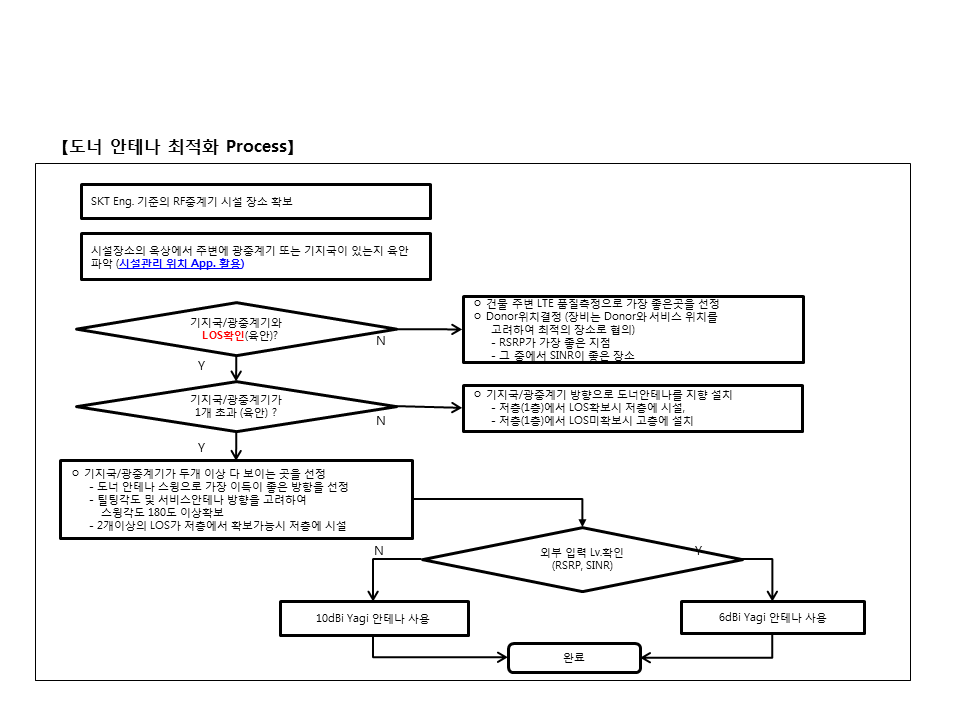 【도너 안테나 최적화 Process】
SKT Eng. 기준의 RF중계기 시설 장소 확보
시설장소의 옥상에서 주변에 광중계기 또는 기지국이 있는지 육안
파악 (시설관리 위치 App. 활용)
기지국/광중계기와
LOS확인(육안)?
N
Y
ㅇ 건물 주변 LTE 품질측정으로 가장 좋은곳을 선정
ㅇ Donor위치결정 (장비는 Donor와 서비스 위치를
고려하여 최적의 장소로 협의)
- RSRP가 가장 좋은 지점
- 그 중에서 SINR이 좋은 장소
기지국/광중계기가
1개 초과 (육안) ?
N
Y
ㅇ 기지국/광중계기 방향으로 도너안테나를 지향 설치
- 저층(1층)에서 LOS확보시 저층에 시설,
- 저층(1층)에서 LOS미확보시 고층에 설치
ㅇ 기지국/광중계기가 두개 이상 다 보이는 곳을 선정
- 도너 안테나 스윙으로 가장 이득이 좋은 방향을 선정
- 틸팅각도 및 서비스안테나 방향을 고려하여
스윙각도 180도 이상확보
- 2개이상의 LOS가 저층에서 확보가능시 저층에 시설
외부 입력 Lv.확인
(RSRP, SINR)
N
Y
10dBi Yagi 안테나 사용
6dBi Yagi 안테나 사용
완료